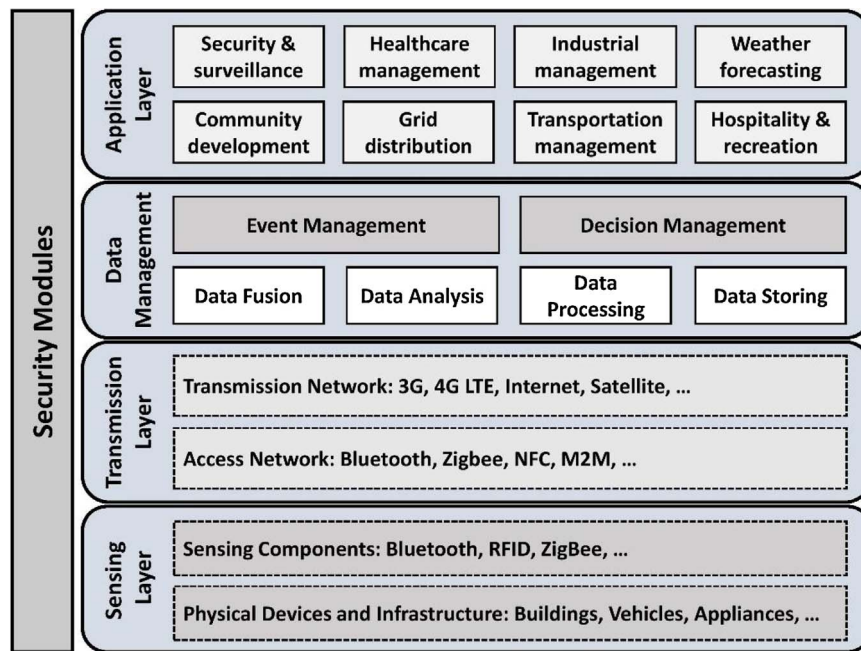 Security Modules
Application
Layer
Security &
surveillance
Healthcare
management
Industrial
management
Weather
forecasting
Community
development
Grid
distribution
Transportation
management
Hospitality &
recreation
Data
Management
Event Management
Decision Management
Data Fusion
Data Analysis
Data
Processing
Data Storing
Transmission
Layer
Transmission Network: 3G, 4G LTE, Internet, Satellite, ...
Access Network: Bluetooth, Zigbee, NFC, M2M, ...
Sensing
Layer
Sensing Components: Bluetooth, RFID, ZigBee, ...
Physical Devices and Infrastructure: Buildings, Vehicles, Appliances, ...